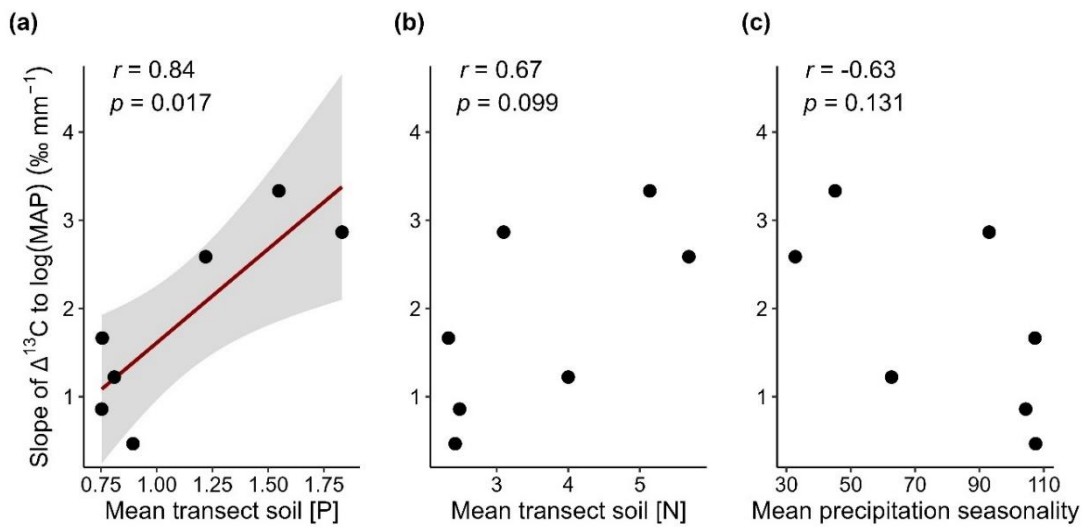 (a)
r = 0.84
p = 0.017
Slope of Δ¹³C to log(MAP) (‰ mm⁻¹)
4
3
2
1
0.75 1.00 1.25 1.50 1.75
Mean transect soil [P]
(b)
r = 0.67
p = 0.099
4
3
2
1
3 4 5
Mean transect soil [N]
(c)
r = -0.63
p = 0.131
4
3
2
1
30 50 70 90 110
Mean precipitation seasonality